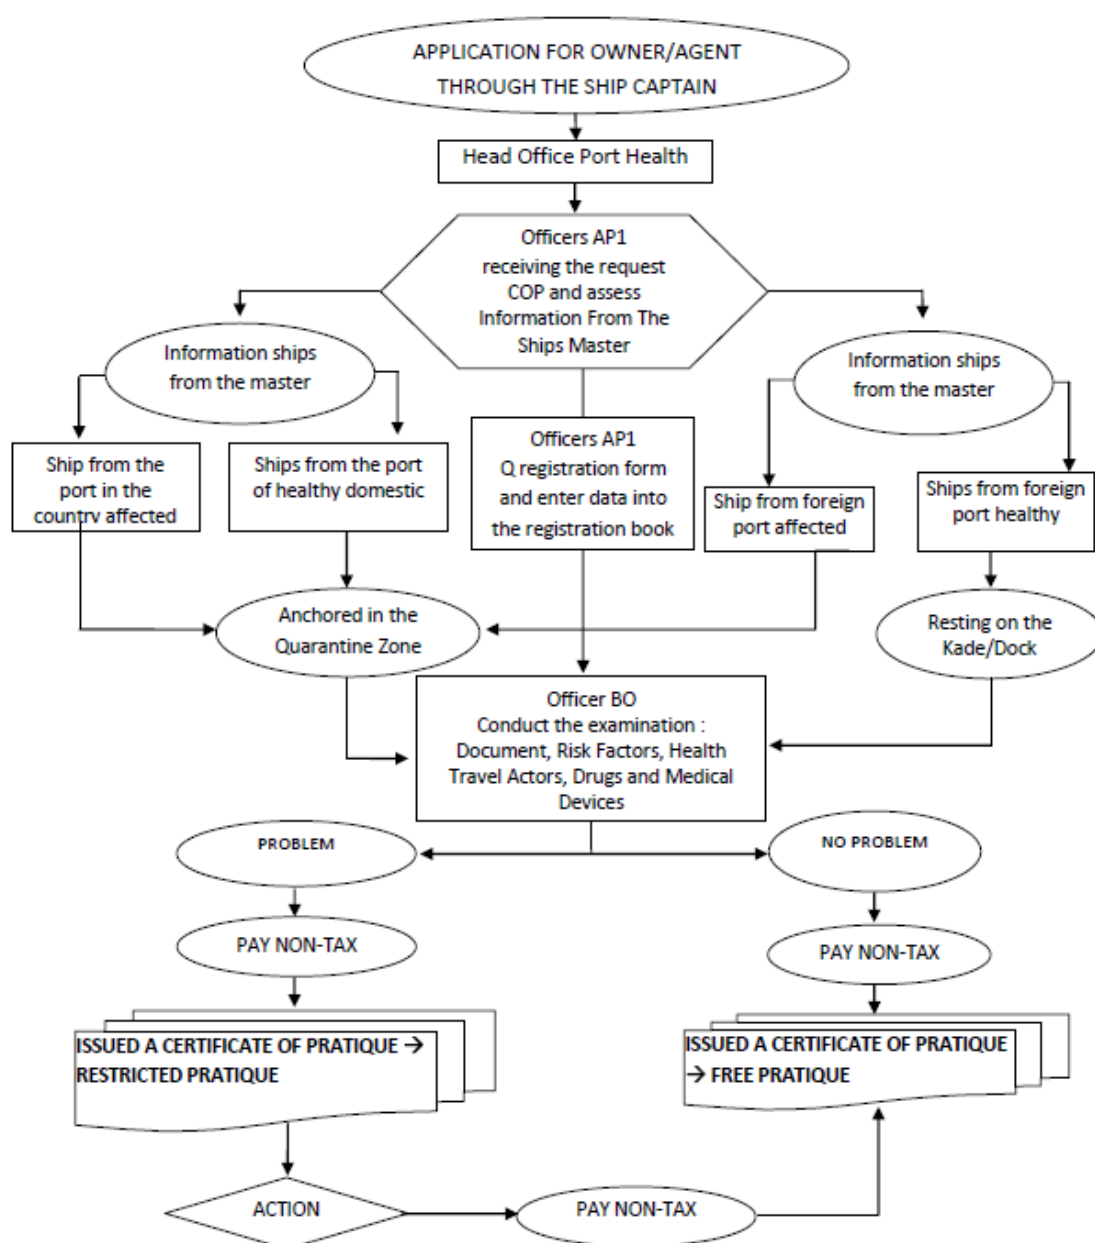 APPLICATION FOR OWNER/AGENT
THROUGH THE SHIP CAPTAIN
Head Office Port Health
Officers AP1
receiving the request
COP and assess
Information From The
Ships Master
Information ships
from the master
Information ships
from the master
Ship from the
port in the
country affected
Ships from the port
of healthy domestic
Officers AP1
Q registration form
and enter data into
the registration book
Ship from foreign
port affected
Ships from foreign
port healthy
Anchored in the
Quarantine Zone
Resting on the
Kade/Dock
Officer BO
Conduct the examination :
Document, Risk Factors, Health
Travel Actors, Drugs and Medical
Devices
PROBLEM
NO PROBLEM
PAY NON-TAX
PAY NON-TAX
ISSUED A CERTIFICATE OF PRATIQUE →
RESTRICTED PRATIQUE
ISSUED A CERTIFICATE OF PRATIQUE
→ FREE PRATIQUE
ACTION
PAY NON-TAX